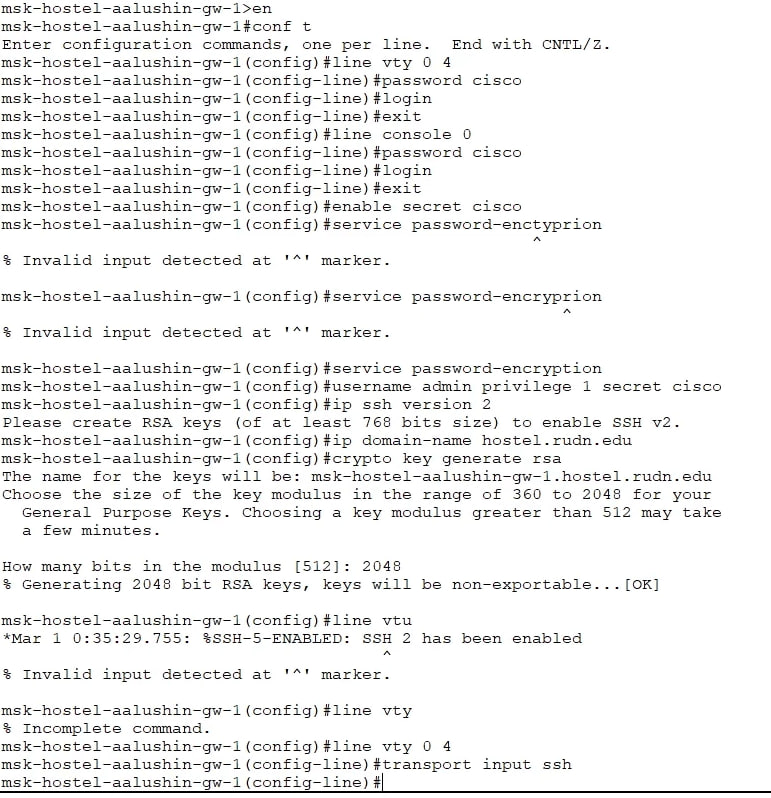 msk-hostel-aalushin-gw-1>en
msk-hostel-aalushin-gw-1#conf t
Enter configuration commands, one per line.  End with CNTL/Z.
msk-hostel-aalushin-gw-1(config)#line vty 0 4
msk-hostel-aalushin-gw-1(config-line)#password cisco
msk-hostel-aalushin-gw-1(config-line)#login
msk-hostel-aalushin-gw-1(config-line)#exit
msk-hostel-aalushin-gw-1(config)#line console 0
msk-hostel-aalushin-gw-1(config-line)#password cisco
msk-hostel-aalushin-gw-1(config-line)#login
msk-hostel-aalushin-gw-1(config-line)#exit
msk-hostel-aalushin-gw-1(config)#enable secret cisco
msk-hostel-aalushin-gw-1(config)#service password-enctyprion
^
% Invalid input detected at '^' marker.
msk-hostel-aalushin-gw-1(config)#service password-encryprion
^
% Invalid input detected at '^' marker.
msk-hostel-aalushin-gw-1(config)#service password-encryption
msk-hostel-aalushin-gw-1(config)#username admin privilege 1 secret cisco
msk-hostel-aalushin-gw-1(config)#ip ssh version 2
Please create RSA keys (of at least 768 bits size) to enable SSH v2.
msk-hostel-aalushin-gw-1(config)#ip domain-name hostel.rudn.edu
msk-hostel-aalushin-gw-1(config)#crypto key generate rsa
The name for the keys will be: msk-hostel-aalushin-gw-1.hostel.rudn.edu
Choose the size of the key modulus in the range of 360 to 2048 for your
General Purpose Keys. Choosing a key modulus greater than 512 may take
a few minutes.
How many bits in the modulus [512]: 2048
% Generating 2048 bit RSA keys, keys will be non-exportable...[OK]
msk-hostel-aalushin-gw-1(config)#line vtu
*Mar 1 0:35:29.755: %SSH-5-ENABLED: SSH 2 has been enabled
^
% Invalid input detected at '^' marker.
msk-hostel-aalushin-gw-1(config)#line vty
% Incomplete command.
msk-hostel-aalushin-gw-1(config)#line vty 0 4
msk-hostel-aalushin-gw-1(config-line)#transport input ssh
msk-hostel-aalushin-gw-1(config-line)#